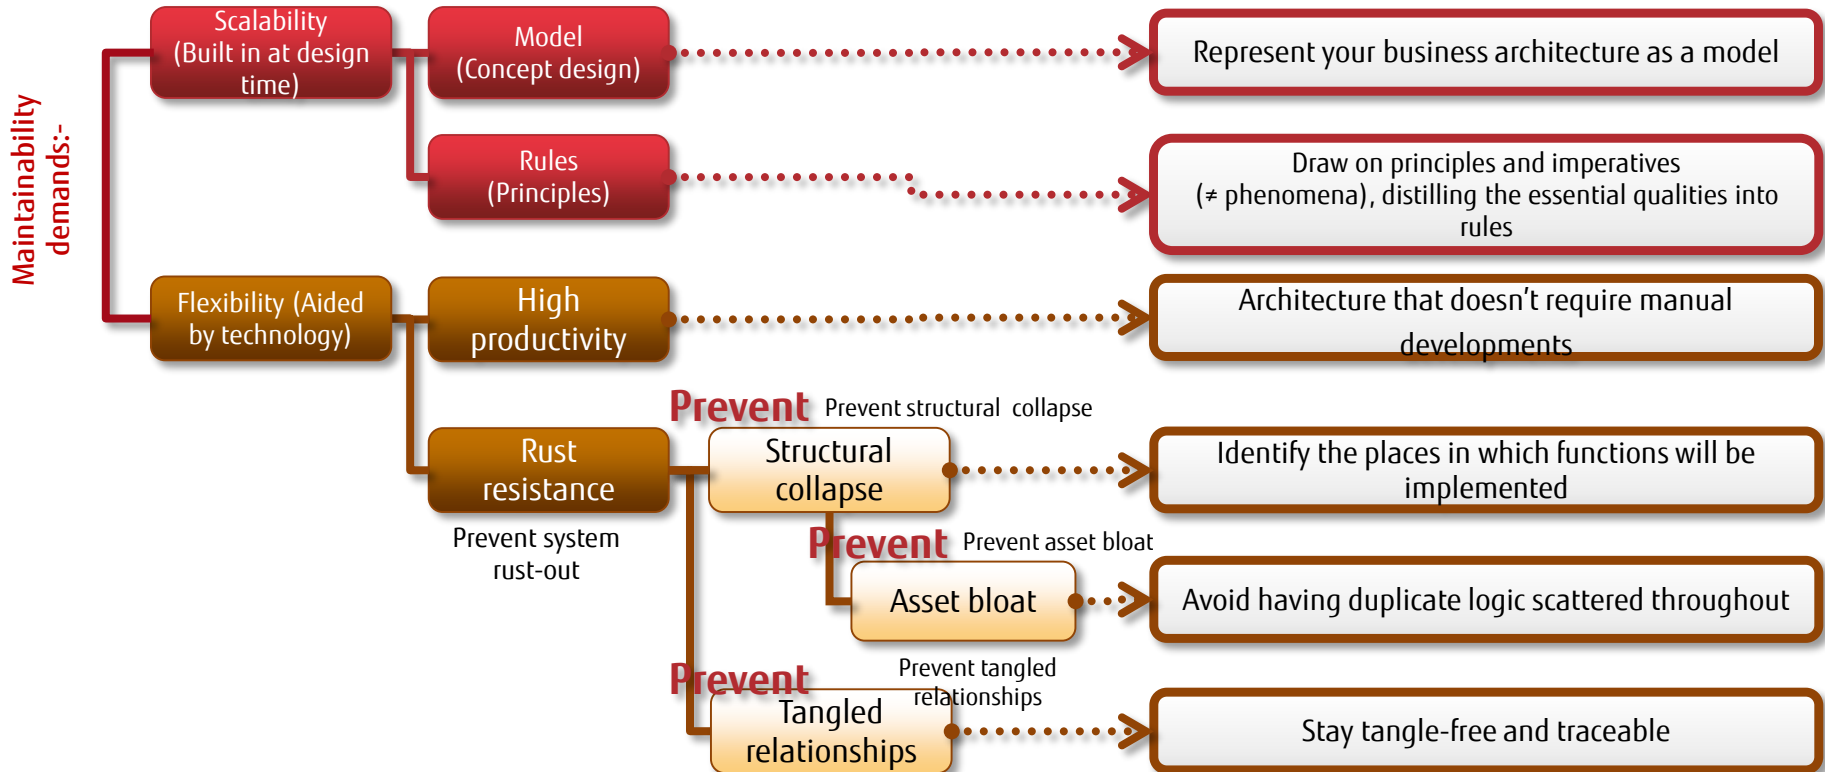 Maintainability
demands:-
Scalability
(Built in at design
time)
Model
(Concept design)
Represent your business architecture as a model
Rules
(Principles)
Draw on principles and imperatives
(≠ phenomena), distilling the essential qualities into
rules
Flexibility (Aided
by technology)
High
productivity
Architecture that doesn't require manual
developments
Prevent
Prevent structural collapse
Rust
resistance
Structural
collapse
Identify the places in which functions will be
implemented
Prevent system
rust-out
Prevent
Prevent asset bloat
Asset bloat
Avoid having duplicate logic scattered throughout
Prevent
Prevent tangled
relationships
Tangled
relationships
Stay tangle-free and traceable